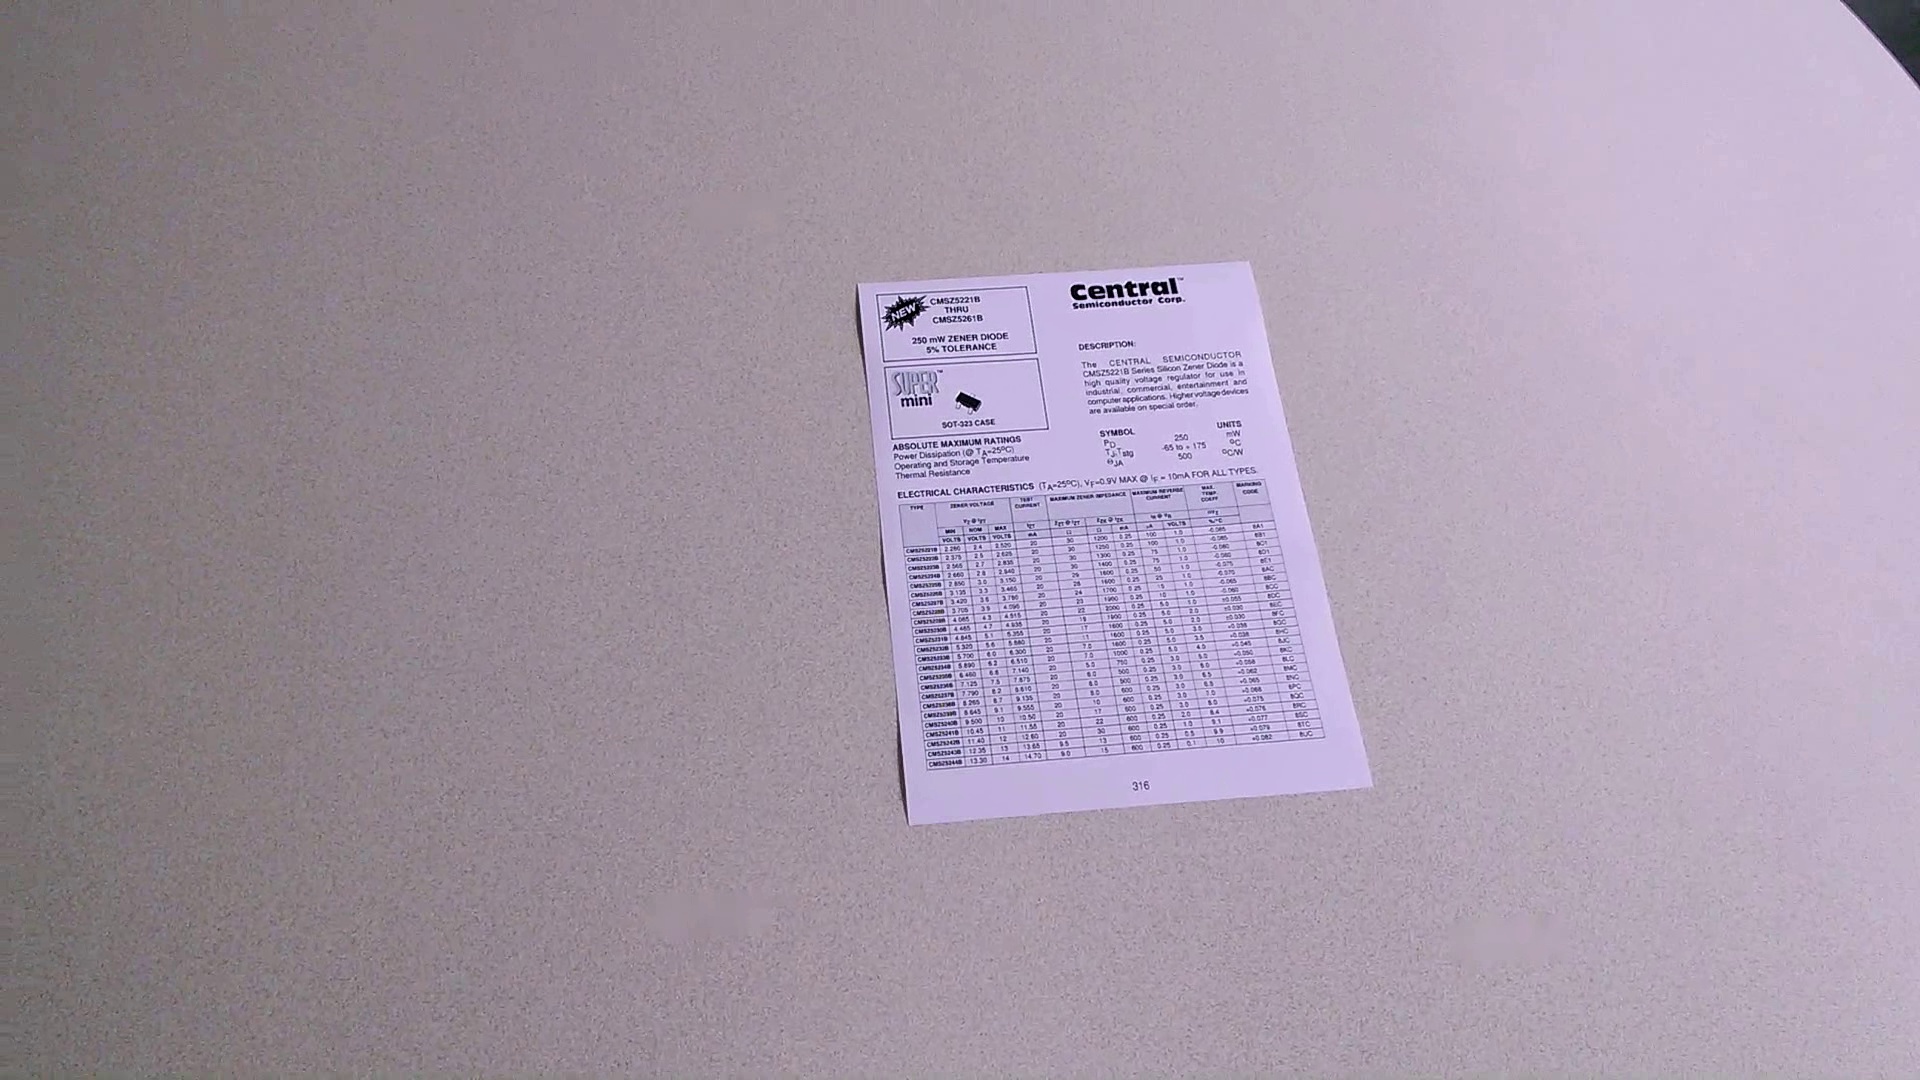 NEW
CMSZ5221B
THRU
CMSZ5261B
250 mW ZENER DIODE
5% TOLERANCE
SUPER™
mini
SOT-323 CASE
Central™
Semiconductor Corp.
DESCRIPTION:
The CENTRAL SEMICONDUCTOR
CMSZ5221B Series Silicon Zener Diode is a
high quality voltage regulator for use in
industrial, commercial, entertainment and
computer applications. Higher voltage devices
are available on special order.
ABSOLUTE MAXIMUM RATINGS SYMBOL UNITS
Power Dissipation (@ TA=25ºC) PD 250 mW
Operating and Storage Temperature TJ,Tstg -65 to + 175 ºC
Thermal Resistance ΘJA 500 ºC/W
ELECTRICAL CHARACTERISTICS (TA=25ºC), VF=0.9V MAX @ IF = 10mA FOR ALL TYPES.
TYPE ZENER VOLTAGE TEST CURRENT MAXIMUM ZENER IMPEDANCE MAXIMUM REVERSE CURRENT MAX. TEMP. COEFF MARKING CODE
VZ @ IZT IZT ZZT @ IZT ZZK @ IZK IR @ VR
MIN NOM MAX
VOLTS VOLTS VOLTS mA Ω Ω mA µA VOLTS %/ºC
CMSZ5221B 2.280 2.4 2.520 20 30 1200 0.25 100 1.0 -0.085 8A1
CMSZ5222B 2.375 2.5 2.625 20 30 1250 0.25 100 1.0 -0.085 8B1
CMSZ5223B 2.565 2.7 2.835 20 30 1300 0.25 75 1.0 -0.080 8C1
CMSZ5224B 2.660 2.8 2.940 20 30 1400 0.25 75 1.0 -0.080 8D1
CMSZ5225B 2.850 3.0 3.150 20 29 1600 0.25 50 1.0 -0.075 8E1
CMSZ5226B 3.135 3.3 3.465 20 28 1600 0.25 25 1.0 -0.070 8AC
CMSZ5227B 3.420 3.6 3.780 20 24 1700 0.25 15 1.0 -0.065 8BC
CMSZ5228B 3.705 3.9 4.095 20 23 1900 0.25 10 1.0 -0.060 8CC
4.085 4.3 4.515 20 22 2000 0.25 5.0 1.0 ±0.055 8DC
CMSZ5230B 4.465 4.7 4.935 20 19 1900 0.25 5.0 2.0 ±0.030 8EC
CMSZ5231B 4.845 5.1 5.355 20 17 1600 0.25 5.0 2.0 ±0.030 8FC
CMSZ5232B 5.320 5.6 5.880 20 11 1600 0.25 5.0 3.0 +0.038 8GC
CMSZ5233B 5.700 6.0 6.300 20 7.0 1600 0.25 5.0 3.5 +0.038 8HC
CMSZ5234B 5.890 6.2 6.510 20 7.0 1000 0.25 5.0 4.0 +0.045 8JC
CMSZ5235B 6.460 6.8 7.140 20 5.0 750 0.25 3.0 5.0 +0.050 8KC
CMSZ5236B 7.125 7.5 7.875 20 6.0 500 0.25 3.0 6.0 +0.058 8LC
CMSZ5237B 7.790 8.2 8.610 20 8.0 500 0.25 3.0 6.5 +0.062 8MC
CMSZ5238B 8.265 8.7 9.135 20 8.0 600 0.25 3.0 6.5 +0.065 8NC
CMSZ5239B 8.645 9.1 9.555 20 10 600 0.25 3.0 7.0 +0.068 8PC
CMSZ5240B 9.500 10 10.50 20 17 600 0.25 3.0 8.0 +0.075 8QC
CMSZ5241B 10.45 11 11.55 20 22 600 0.25 2.0 8.4 +0.076 8RC
CMSZ5242B 11.40 12 12.60 20 30 600 0.25 1.0 9.1 +0.077 8SC
CMSZ5243B 12.35 13 13.65 9.5 13 600 0.25 0.5 9.9 +0.079 8TC
CMSZ5244B 13.30 14 14.70 9.0 15 600 0.25 0.1 10 +0.082 8UC
316